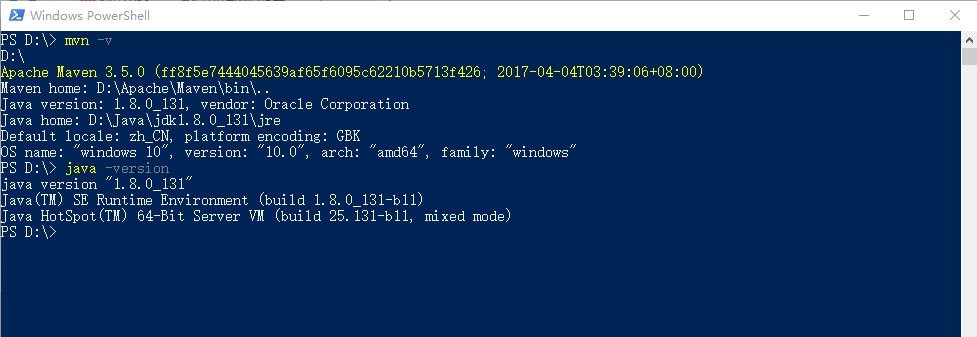 Windows PowerShell
PS D:\> mvn -v
D:\
Apache Maven 3.5.0 (ff8f5e7444045639af65f6095c62210b5713f426; 2017-04-04T03:39:06+08:00)
Maven home: D:\Apache\Maven\bin\..
Java version: 1.8.0_131, vendor: Oracle Corporation
Java home: D:\Java\jdk1.8.0_131\jre
Default locale: zh_CN, platform encoding: GBK
OS name: "windows 10", version: "10.0", arch: "amd64", family: "windows"
PS D:\> java -version
java version "1.8.0_131"
Java(TM) SE Runtime Environment (build 1.8.0_131-b11)
Java HotSpot(TM) 64-Bit Server VM (build 25.131-b11, mixed mode)
PS D:\>